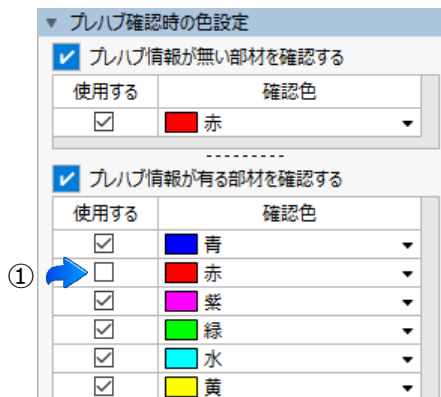 プレハブ確認時の色設定
プレハブ情報が無い部材を確認する
使用する 確認色
赤
プレハブ情報が有る部材を確認する
使用する 確認色
青
① 赤
紫
緑
水
黄